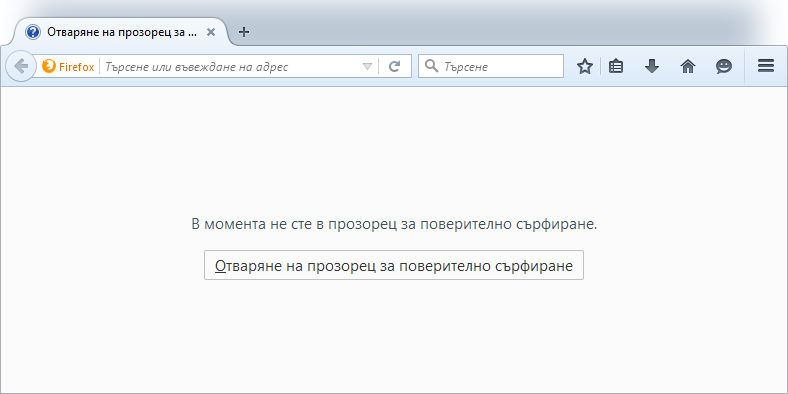 Отваряне на прозорец за ...
Firefox
Търсене или въвеждане на адрес
Търсене
В момента не сте в прозорец за поверително сърфиране.
Отваряне на прозорец за поверително сърфиране